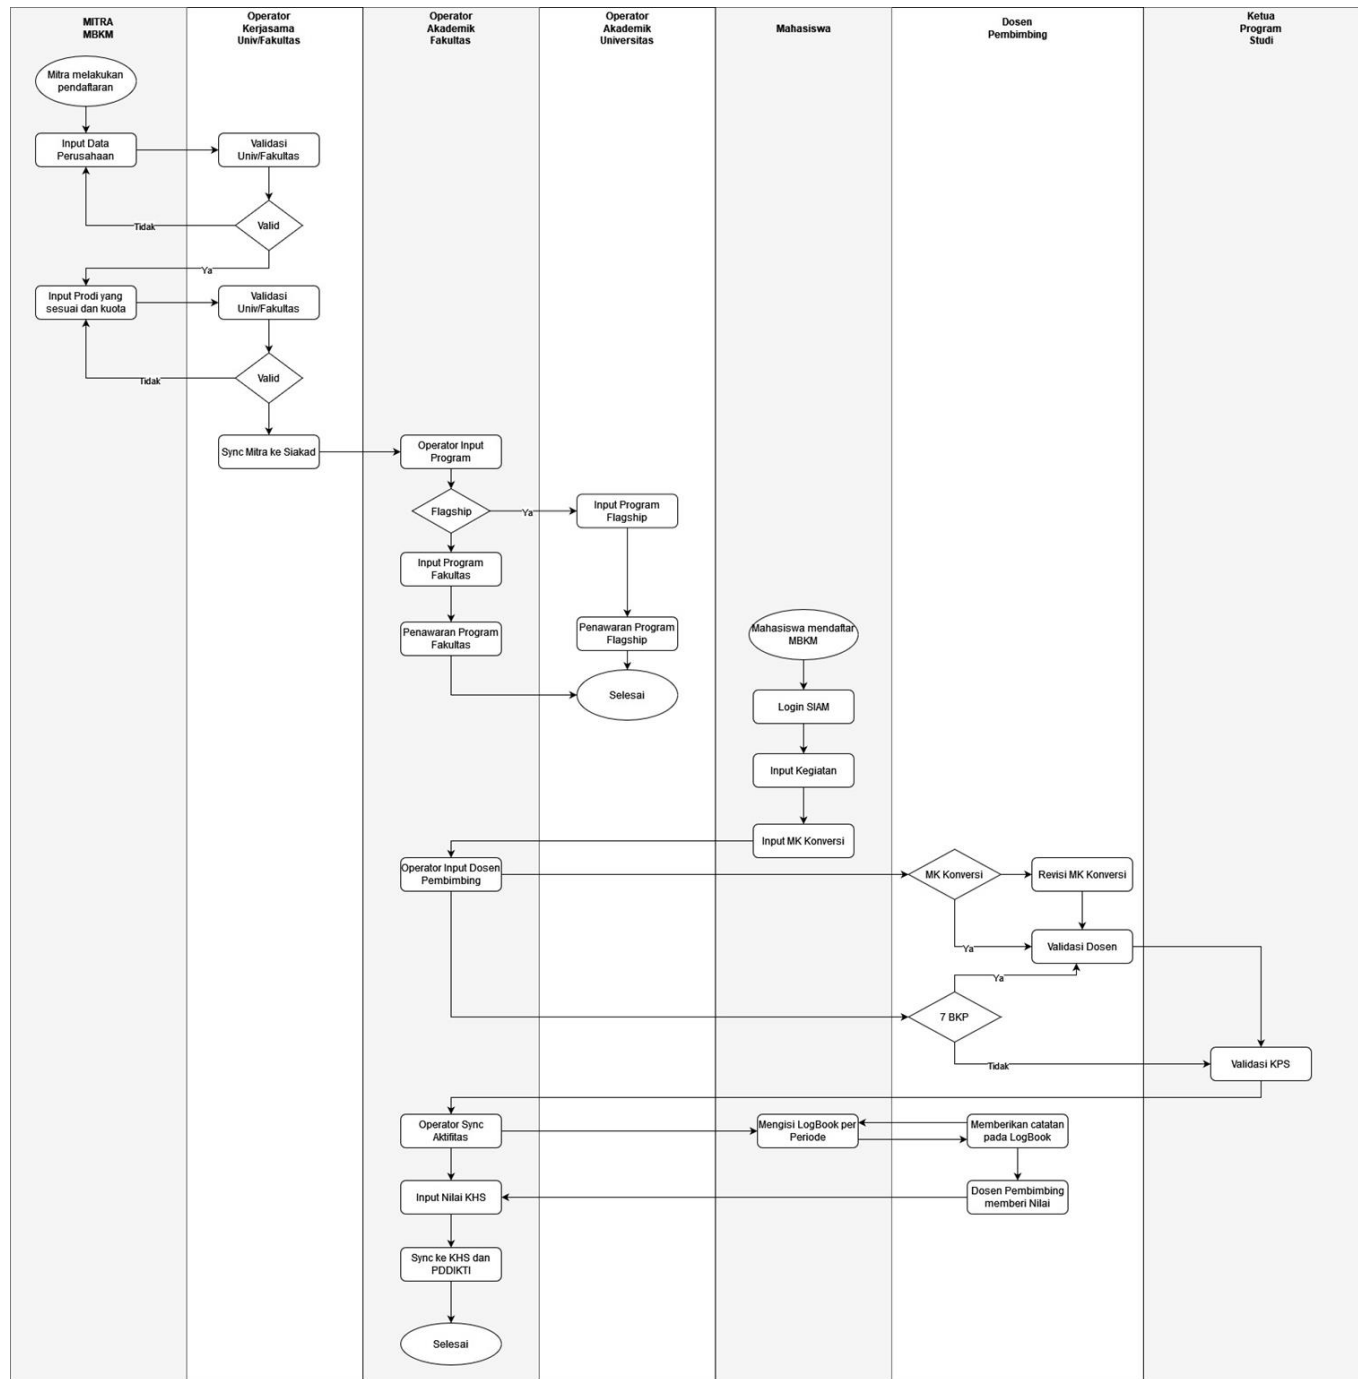 MITRA
MBKM
Operator
Kerjasama
Univ/Fakultas
Operator
Akademik
Fakultas
Operator
Akademik
Universitas
Mahasiswa
Dosen
Pembimbing
Ketua
Program
Studi
Mitra melakukan
pendaftaran
Input Data
Perusahaan
Validasi
Univ/Fakultas
Valid
Tidak
Ya
Input Prodi yang
sesuai dan kuota
Validasi
Univ/Fakultas
Valid
Tidak
Sync Mitra ke Siakad
Operator Input
Program
Flagship
Ya
Input Program
Flagship
Input Program
Fakultas
Penawaran Program
Fakultas
Penawaran Program
Flagship
Selesai
Mahasiswa mendaftar
MBKM
Login SIAM
Input Kegiatan
Input MK Konversi
Operator Input Dosen
Pembimbing
MK Konversi
Revisi MK Konversi
Ya
Validasi Dosen
Ya
7 BKP
Tidak
Validasi KPS
Operator Sync
Aktifitas
Mengisi LogBook per
Periode
Memberikan catatan
pada LogBook
Input Nilai KHS
Dosen Pembimbing
memberi Nilai
Sync ke KHS dan
PDDIKTI
Selesai